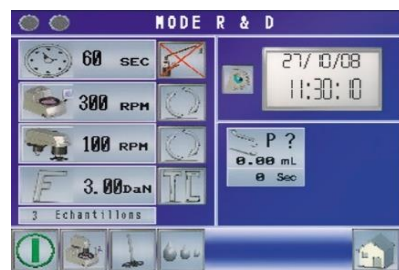 MODE R & D
60 SEC
300 RPM
100 RPM
F 3.00DaN TC
3 Echantillons
27/10/08
11:30:10
P ?
0.00 mL
0 Sec